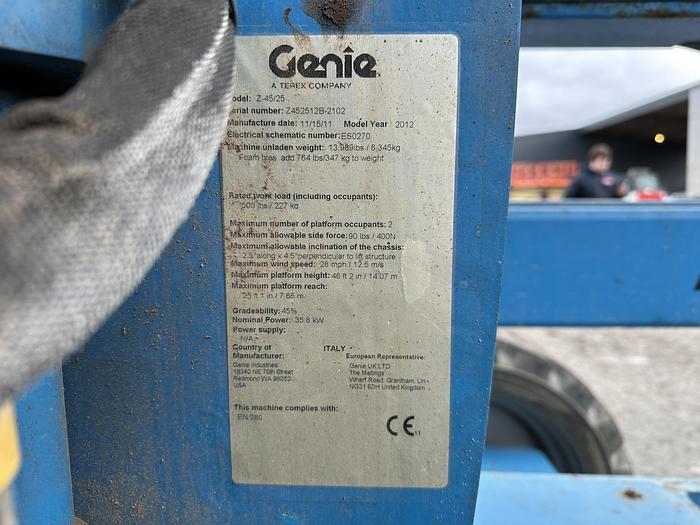 Genie
A TEREX COMPANY
odel: Z-45/25
erial number: Z452512B-2102
Manufacture date: 11/15/11 Model Year 2012
Electrical schematic number: ES0270
Machine unladen weight: 13,989lbs / 6,345kg
Foam tires add 764 lbs/347 kg to weight
Rated work load (including occupants):
500 lbs / 227 kg
Maximum number of platform occupants: 2
Maximum allowable side force: 90 lbs / 400N
Maximum allowable inclination of the chassis:
2.5°along x 4.5°perpendicular to lift structure
Maximum wind speed: 28 mph / 12.5 m/s
Maximum platform height: 46 ft 2 in / 14.07 m
Maximum platform reach:
25 ft 1 in / 7.65 m
Gradeability: 45%
Nominal Power: 35.8 kW
Power supply:
N/A
Country of ITALY
Manufacturer: European Representative:
Genie Industries Genie UK LTD
18340 NE 76th Street The Maltings
Redmond WA 98052 Wharf Road, Grantham, Lin
USA NG31 6BH United Kingdom
This machine complies with:
EN 280
CE 11